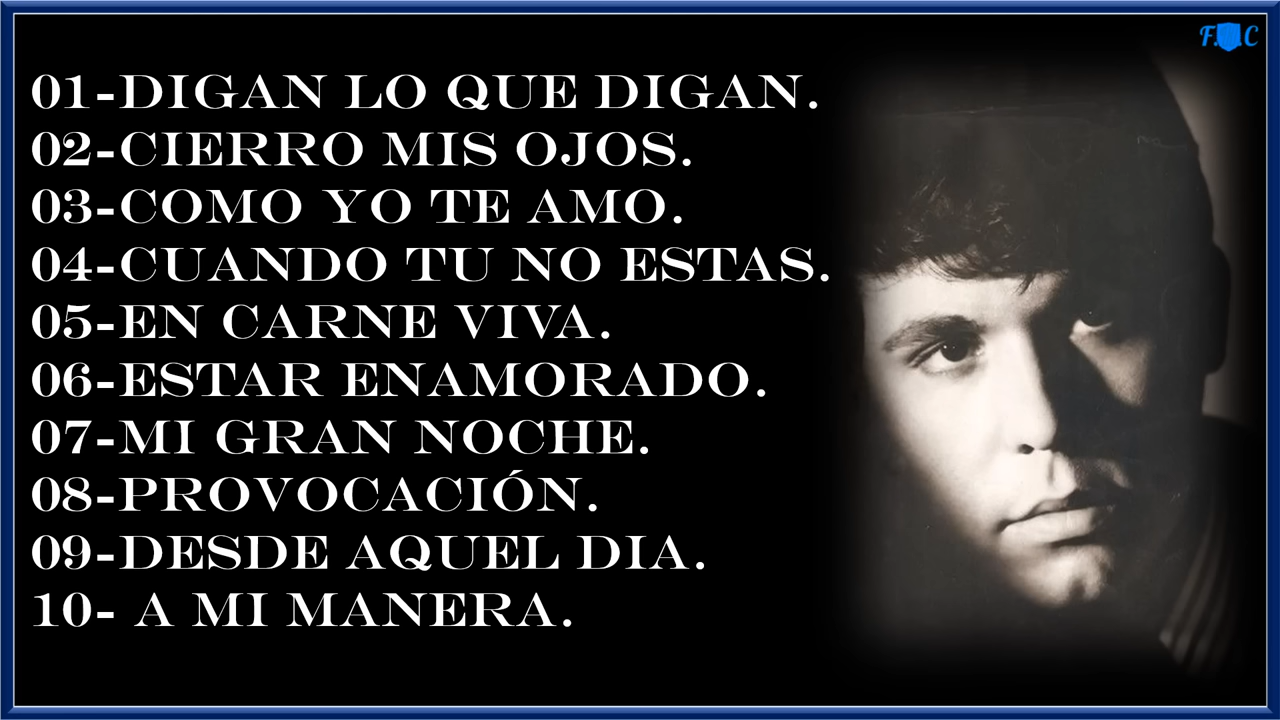 01-DIGAN LO QUE DIGAN.
02-CIERRO MIS OJOS.
03-COMO YO TE AMO.
04-CUANDO TU NO ESTAS.
05-EN CARNE VIVA.
06-ESTAR ENAMORADO.
07-MI GRAN NOCHE.
08-PROVOCACIÓN.
09-DESDE AQUEL DIA.
10- A MI MANERA.